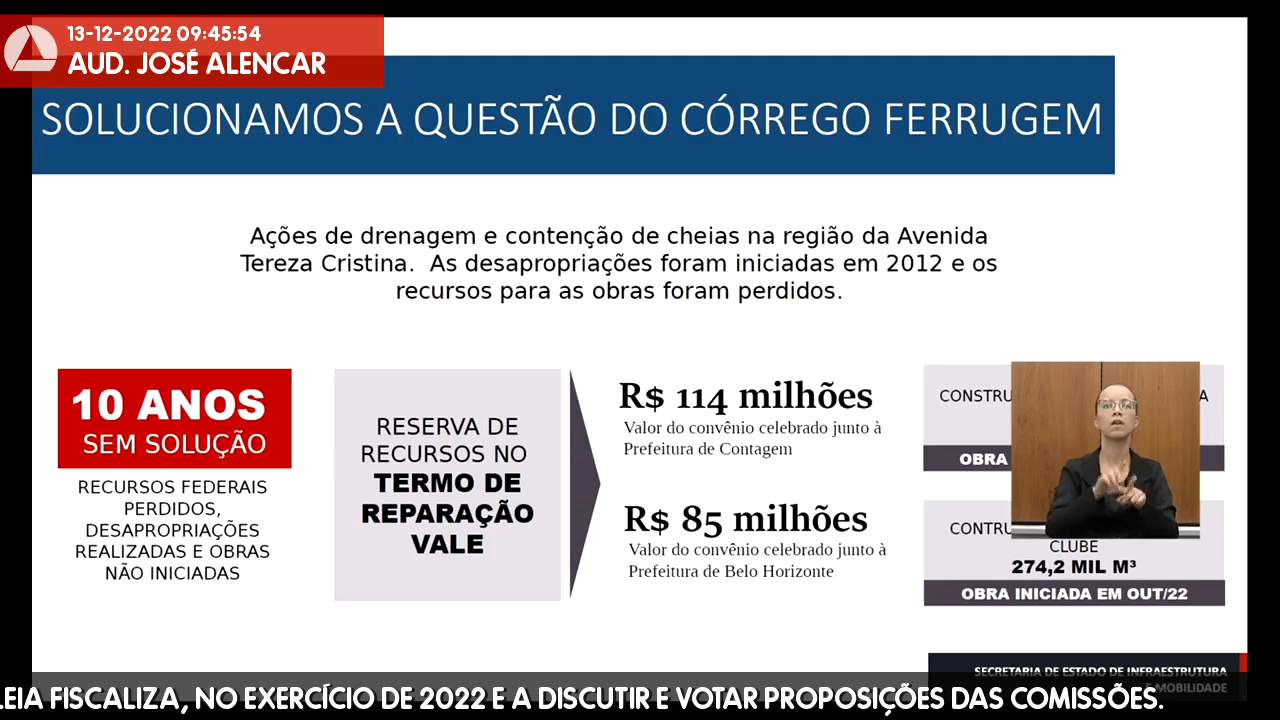 13-12-2022 09:45:54
AUD. JOSÉ ALENCAR
SOLUCIONAMOS A QUESTÃO DO CÓRREGO FERRUGEM
Ações de drenagem e contenção de cheias na região da Avenida
Tereza Cristina. As desapropriações foram iniciadas em 2012 e os
recursos para as obras foram perdidos.
10 ANOS
SEM SOLUÇÃO
RECURSOS FEDERAIS
PERDIDOS,
DESAPROPRIAÇÕES
REALIZADAS E OBRAS
NÃO INICIADAS
RESERVA DE
RECURSOS NO
TERMO DE
REPARAÇÃO
VALE
R$ 114 milhões
Valor do convênio celebrado junto à
Prefeitura de Contagem
R$ 85 milhões
Valor do convênio celebrado junto à
Prefeitura de Belo Horizonte
OBRA
CLUBE
274,2 MIL M³
OBRA INICIADA EM OUT/22
SECRETARIA DE ESTADO DE INFRAESTRUTURA
E MOBILIDADE
FISCALIZA, NO EXERCÍCIO DE 2022 E A DISCUTIR E VOTAR PROPOSIÇÕES DAS COMISSÕES.